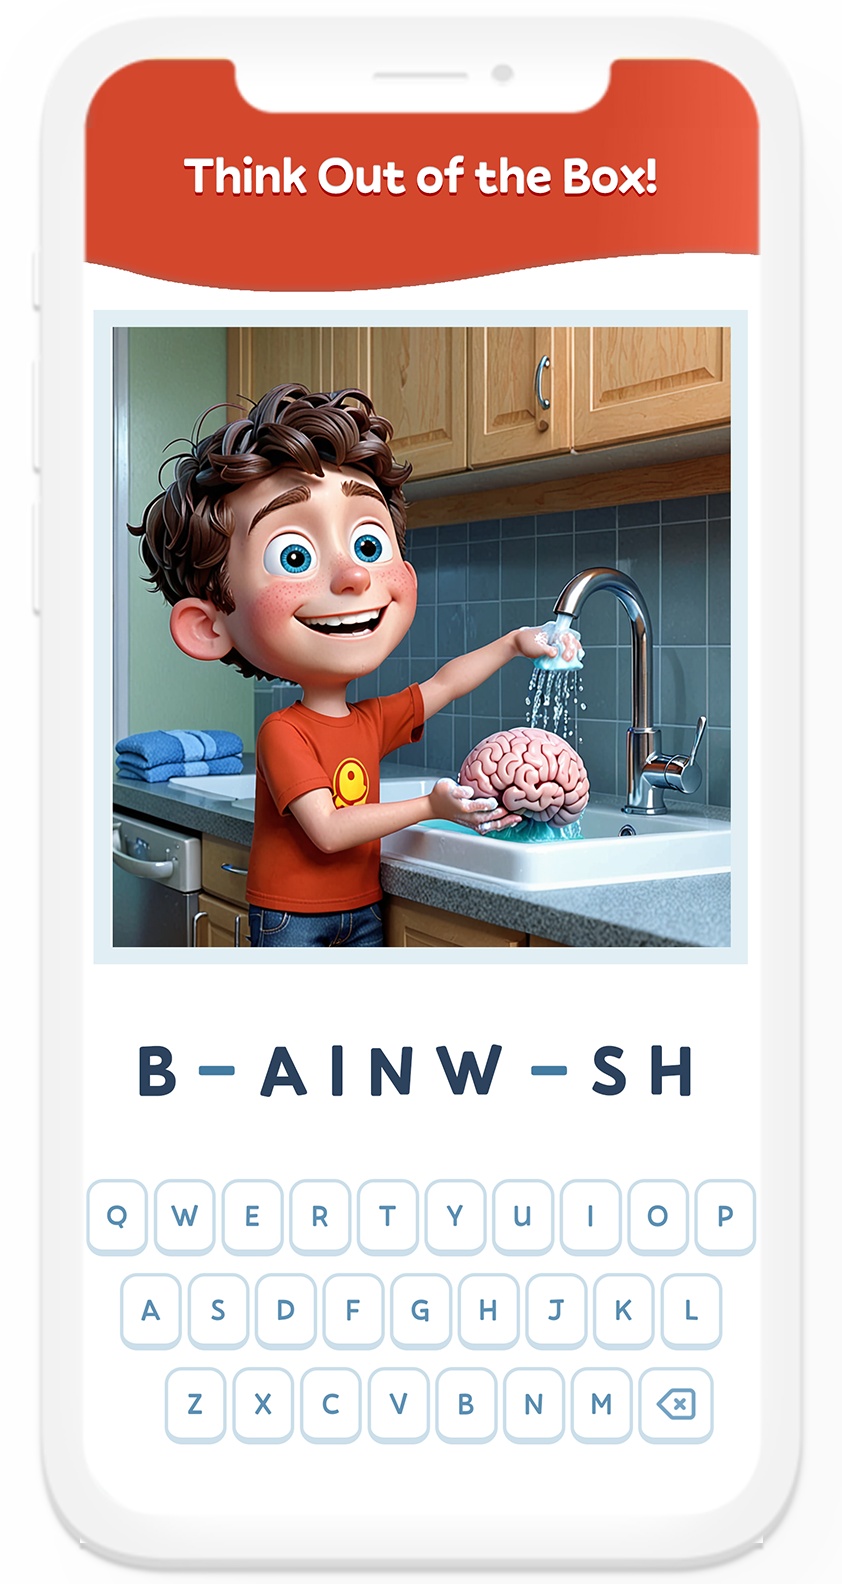 Think Out of the Box!
B – A I N W – S H
Q W E R T Y U I O P
A S D F G H J K L
Z X C V B N M